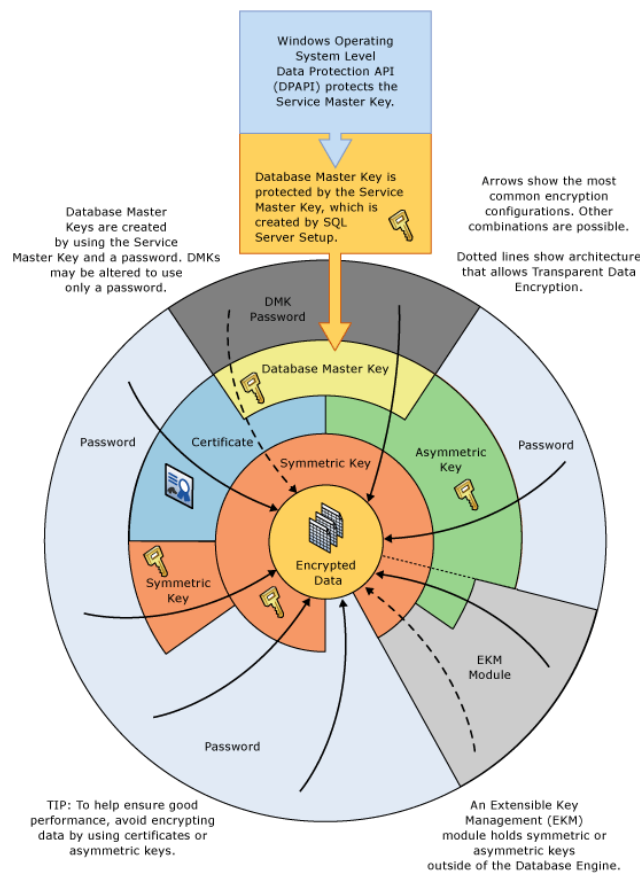 Windows Operating
System Level
Data Protection API
(DPAPI) protects the
Service Master Key.
Database Master Key is
protected by the Service
Master Key, which is
created by SQL
Server Setup.
Database Master
Keys are created
by using the Service
Master Key and a password. DMKs
may be altered to use
only a password.
Arrows show the most
common encryption
configurations. Other
combinations are possible.
Dotted lines show architecture
that allows Transparent Data
Encryption.
DMK
Password
Database Master Key
Password
Certificate
Symmetric Key
Asymmetric
Key
Password
Encrypted
Data
Symmetric
Key
EKM
Module
Password
TIP: To help ensure good
performance, avoid encrypting
data by using certificates or
asymmetric keys.
An Extensible Key
Management (EKM)
module holds symmetric or
asymmetric keys
outside of the Database Engine.